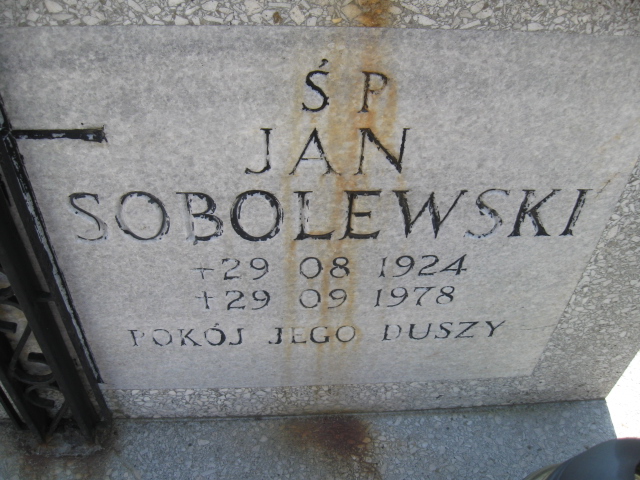 Ś P
JAN
SOBOLEWSKI
+29 08 1924
+29 09 1978
POKÓJ JEGO DUSZY